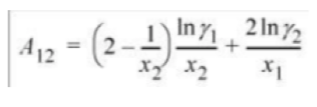 A₁₂ = (2 − 1/x₂) ln γ₁/x₂ + 2 ln γ₂/x₁